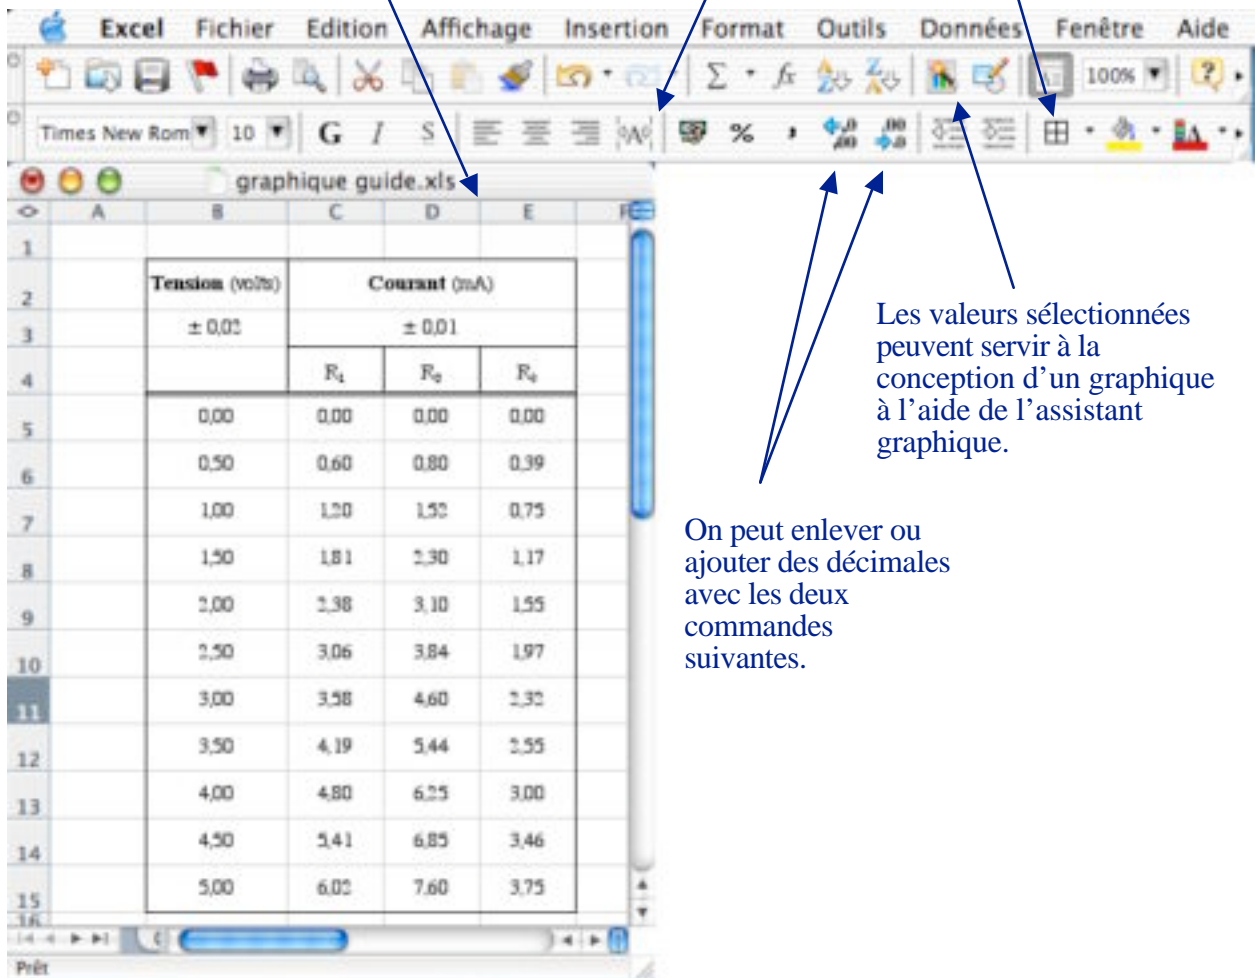 Excel Fichier Edition Affichage Insertion Format Outils Données Fenêtre Aide
100%
Times New Rom 10 G I S % A
graphique guide.xls
A B C D E
1
2 Tension (volts) Courant (mA)
3 ± 0,02 ± 0,01
4
5 0,00 0,00 0,00 0,00
6 0,50 0,60 0,80 0,39
7 1,00 1,20 1,52 0,75
8 1,50 1,81 2,30 1,17
9 2,00 2,38 3,10 1,55
10 2,50 3,06 3,84 1,97
11 3,00 3,58 4,60 2,32
12 3,50 4,19 5,44 2,55
13 4,00 4,80 6,25 3,00
14 4,50 5,41 6,85 3,46
15 5,00 6,02 7,60 3,75
16
Prêt
Les valeurs sélectionnées
peuvent servir à la
conception d’un graphique
à l’aide de l’assistant
graphique.
On peut enlever ou
ajouter des décimales
avec les deux
commandes
suivantes.